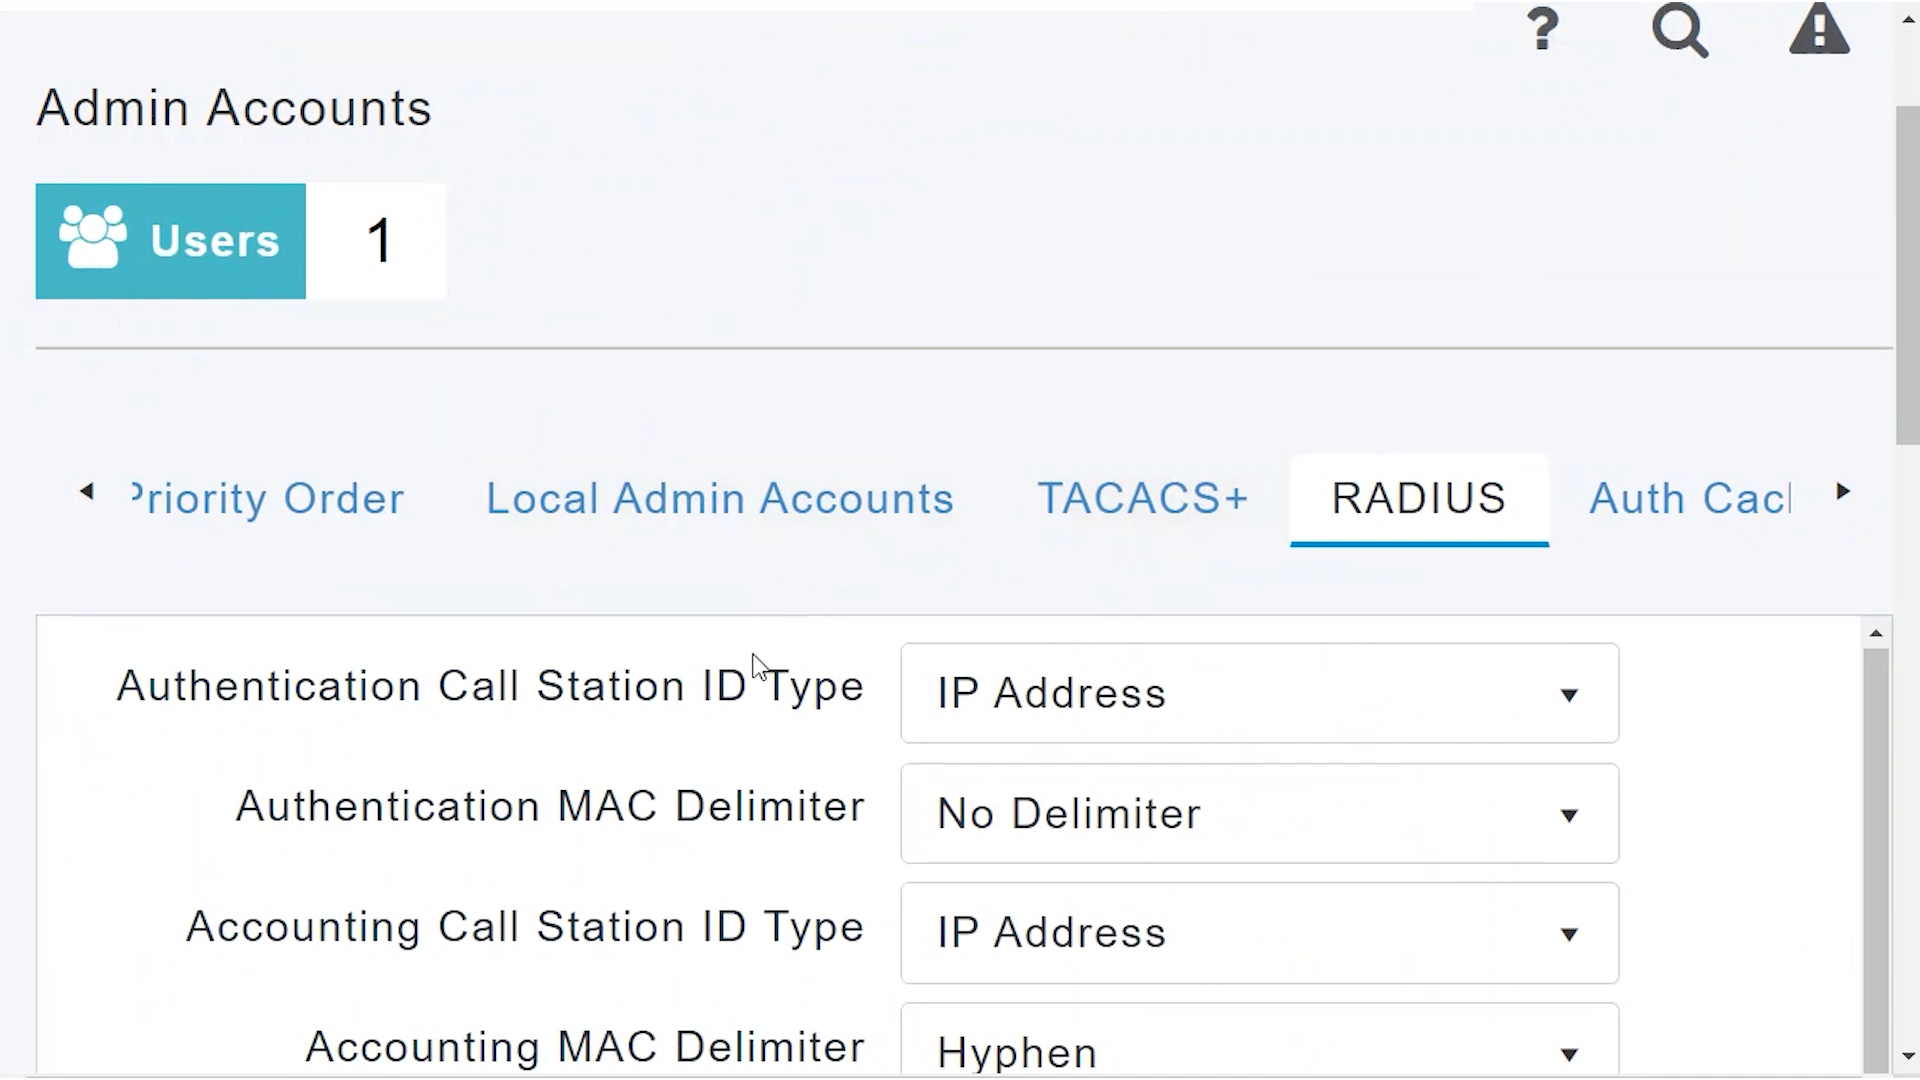 ?
Admin Accounts
Users 1
Priority Order Local Admin Accounts TACACS+ RADIUS Auth Cac
Authentication Call Station ID Type IP Address
Authentication MAC Delimiter No Delimiter
Accounting Call Station ID Type IP Address
Accounting MAC Delimiter Hyphen